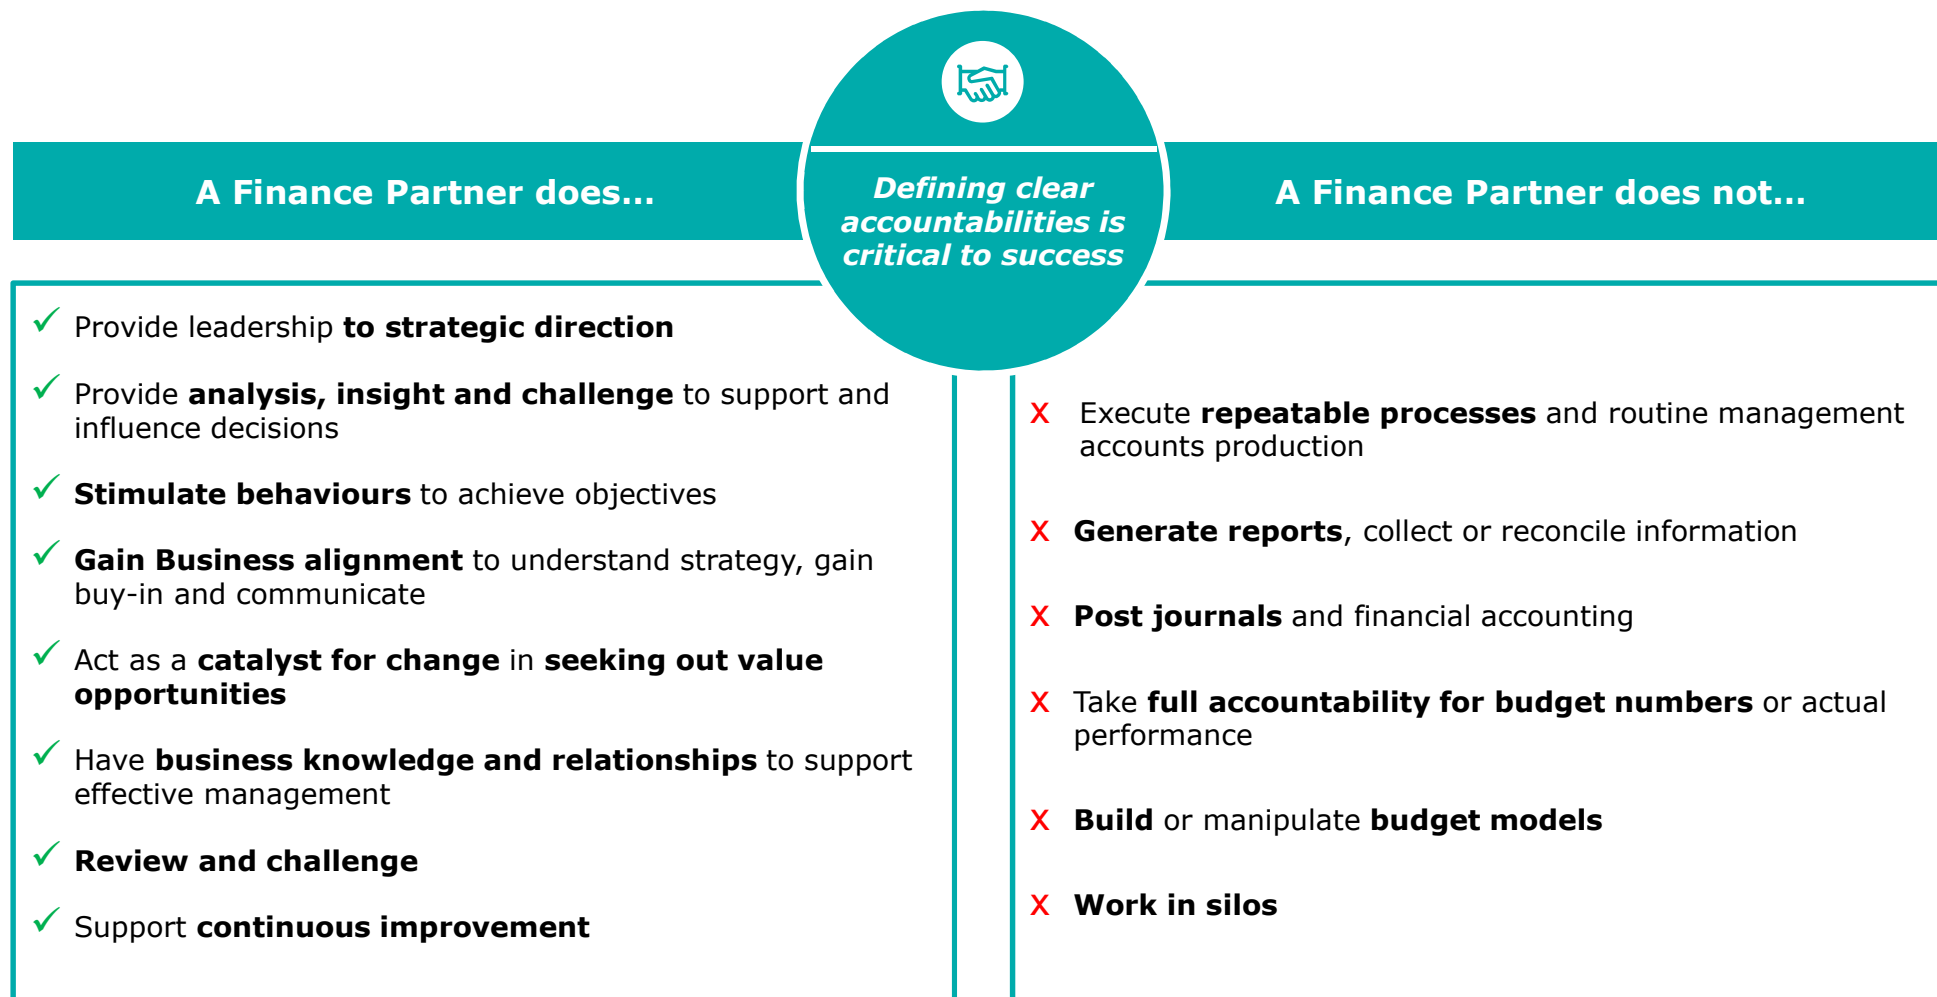 A Finance Partner does...
Defining clear
accountabilities is
critical to success
A Finance Partner does not...
✓ Provide leadership to strategic direction
✓ Provide analysis, insight and challenge to support and
influence decisions
✓ Stimulate behaviours to achieve objectives
✓ Gain Business alignment to understand strategy, gain
buy-in and communicate
✓ Act as a catalyst for change in seeking out value
opportunities
✓ Have business knowledge and relationships to support
effective management
✓ Review and challenge
✓ Support continuous improvement
X Execute repeatable processes and routine management
accounts production
X Generate reports, collect or reconcile information
X Post journals and financial accounting
X Take full accountability for budget numbers or actual
performance
X Build or manipulate budget models
X Work in silos